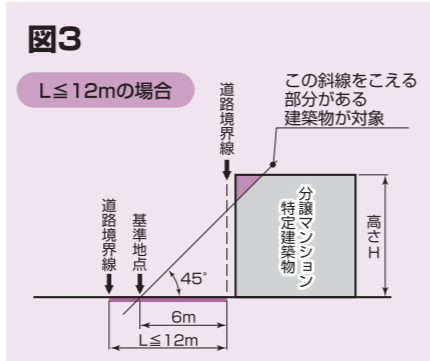 図3
L≦12mの場合
この斜線をこえる
部分がある
建築物が対象
道路境界線
道路境界線
基準地点
分譲マンション
特定建築物
高さH
45°
6m
L≦12m